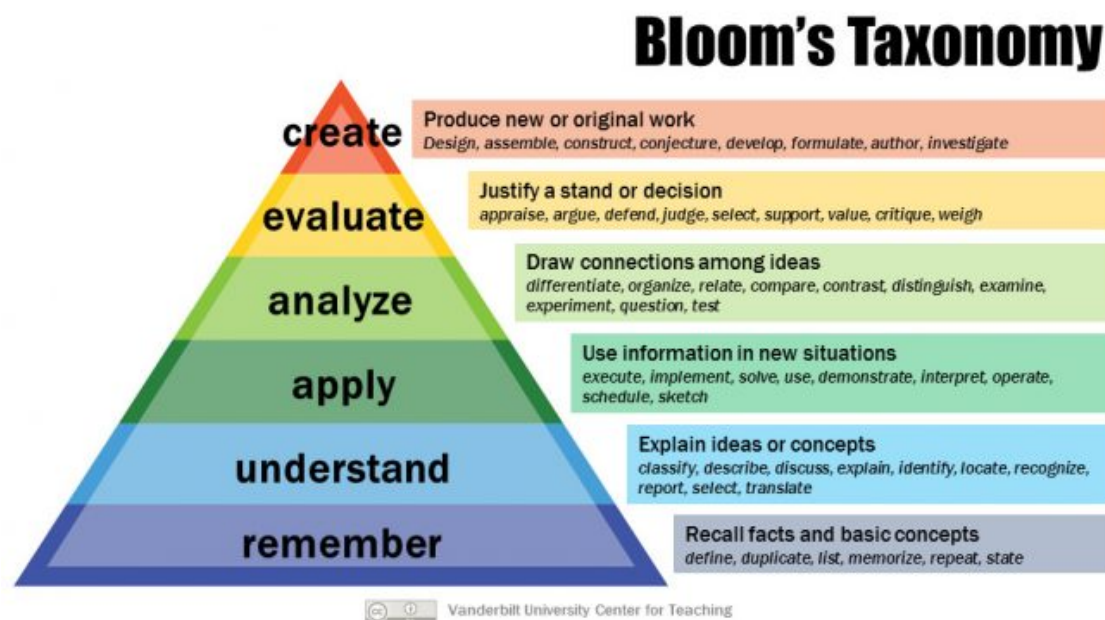 Bloom's Taxonomy
create
Produce new or original work
Design, assemble, construct, conjecture, develop, formulate, author, investigate
evaluate
Justify a stand or decision
appraise, argue, defend, judge, select, support, value, critique, weigh
analyze
Draw connections among ideas
differentiate, organize, relate, compare, contrast, distinguish, examine,
experiment, question, test
apply
Use information in new situations
execute, implement, solve, use, demonstrate, interpret, operate,
schedule, sketch
understand
Explain ideas or concepts
classify, describe, discuss, explain, identify, locate, recognize,
report, select, translate
remember
Recall facts and basic concepts
define, duplicate, list, memorize, repeat, state
cc Vanderbilt University Center for Teaching